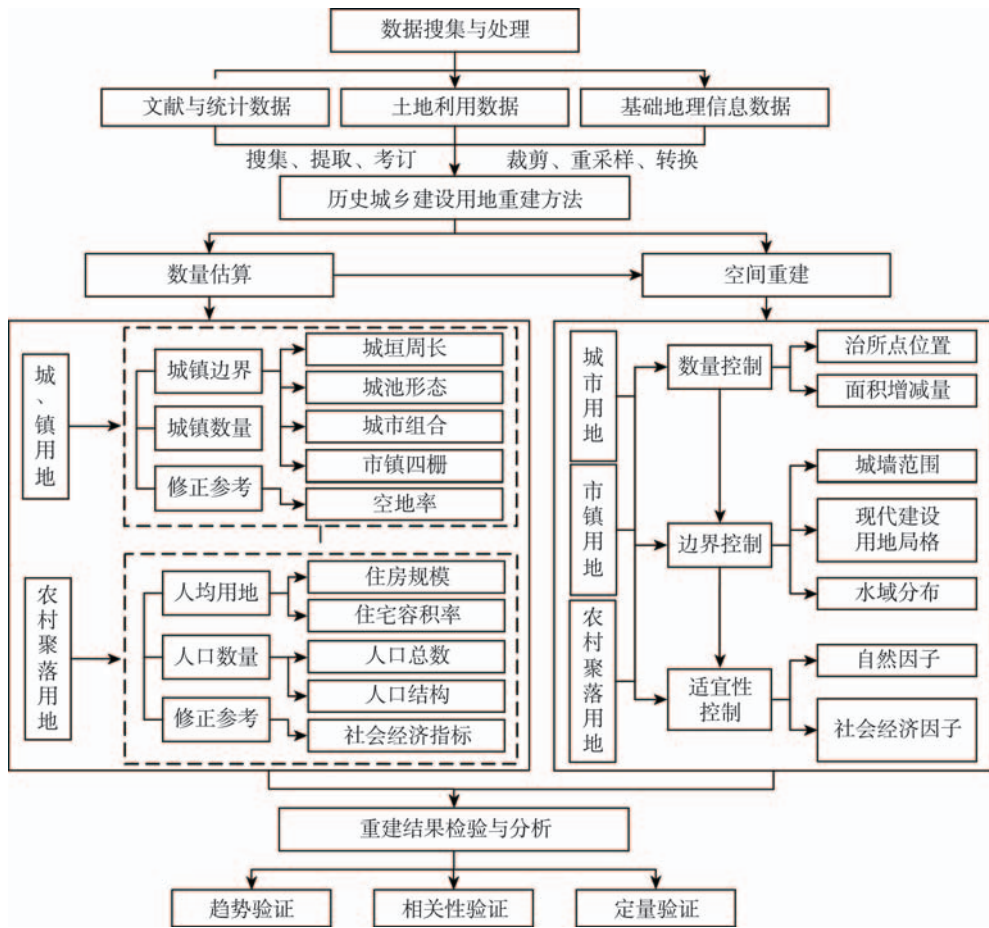 数据搜集与处理
文献与统计数据
土地利用数据
基础地理信息数据
搜集、提取、考订
裁剪、重采样、转换
历史城乡建设用地重建方法
数量估算
空间重建
城、镇用地
城镇边界
城镇数量
修正参考
城垣周长
城池形态
城市组合
市镇四栅
空地率
农村聚落用地
人均用地
人口数量
修正参考
住房规模
住宅容积率
人口总数
人口结构
社会经济指标
城市用地
市镇用地
农村聚落用地
数量控制
边界控制
适宜性
控制
治所点位置
面积增减量
城墙范围
现代建设
用地局格
水域分布
自然因子
社会经济因子
重建结果检验与分析
趋势验证
相关性验证
定量验证